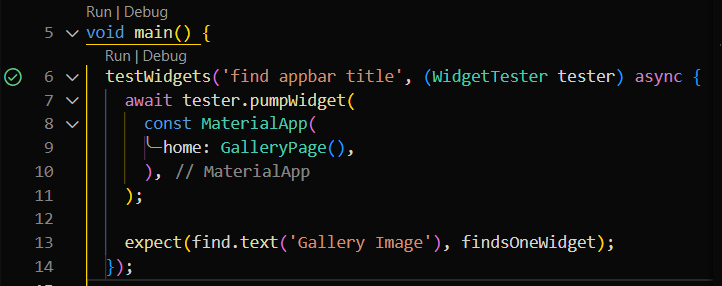 Run | Debug
5 void main() {
Run | Debug
6 testWidgets('find appbar title', (WidgetTester tester) async {
7 await tester.pumpWidget(
8 const MaterialApp(
9 home: GalleryPage(),
10 ), // MaterialApp
11 );
12
13 expect(find.text('Gallery Image'), findsOneWidget);
14 });